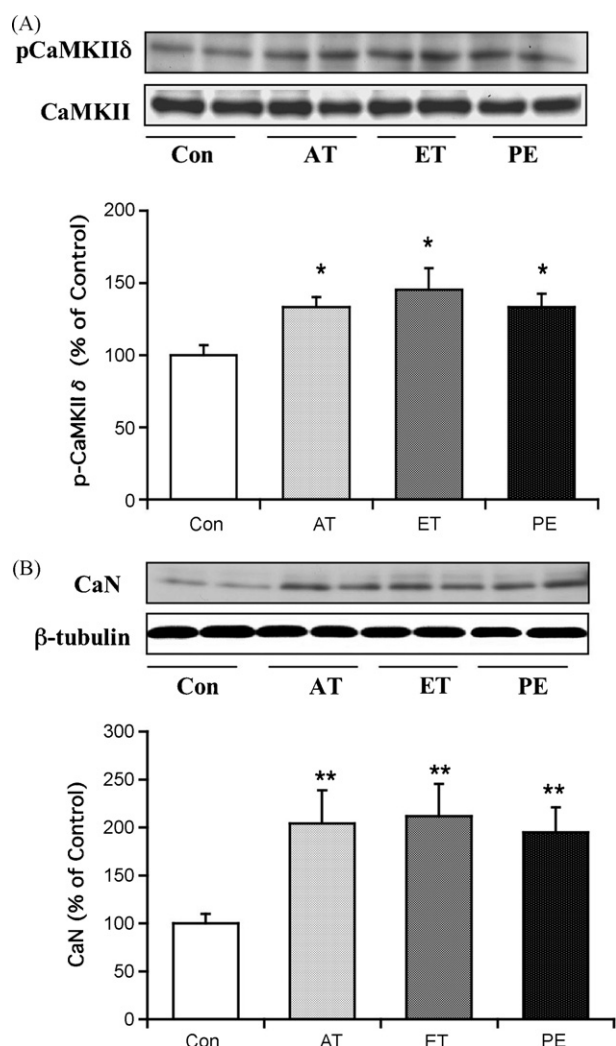 (A)
pCaMKIIδ
CaMKII
Con AT ET PE
p-CaMKII δ (% of Control)
200
150
100
50
0
* * *
Con AT ET PE
(B)
CaN
β-tubulin
Con AT ET PE
CaN (% of Control)
300
250
200
150
100
50
0
** ** **
Con AT ET PE